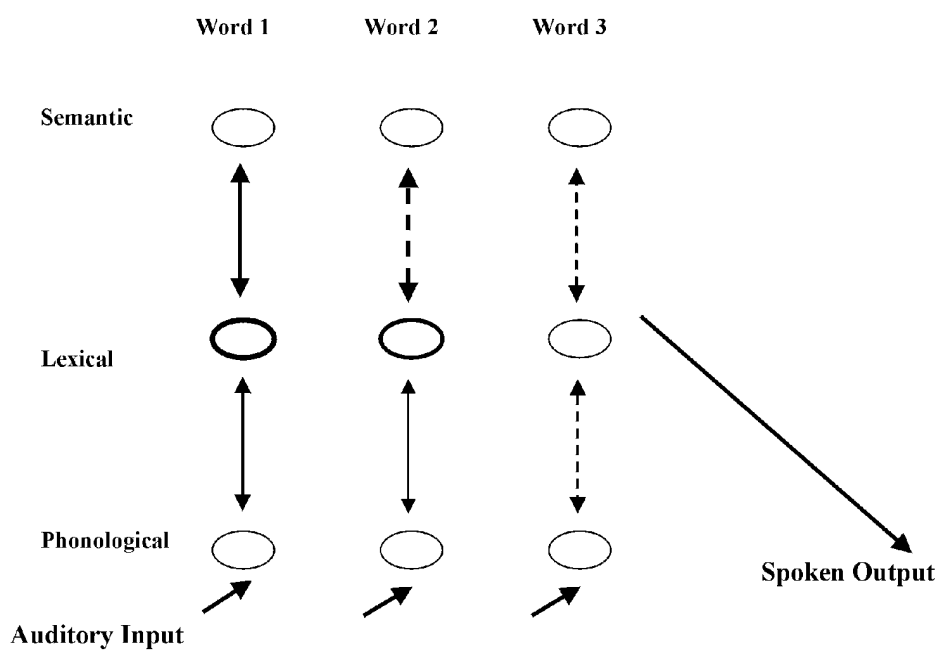 Word 1 Word 2 Word 3
Semantic
Lexical
Phonological
Spoken Output
Auditory Input